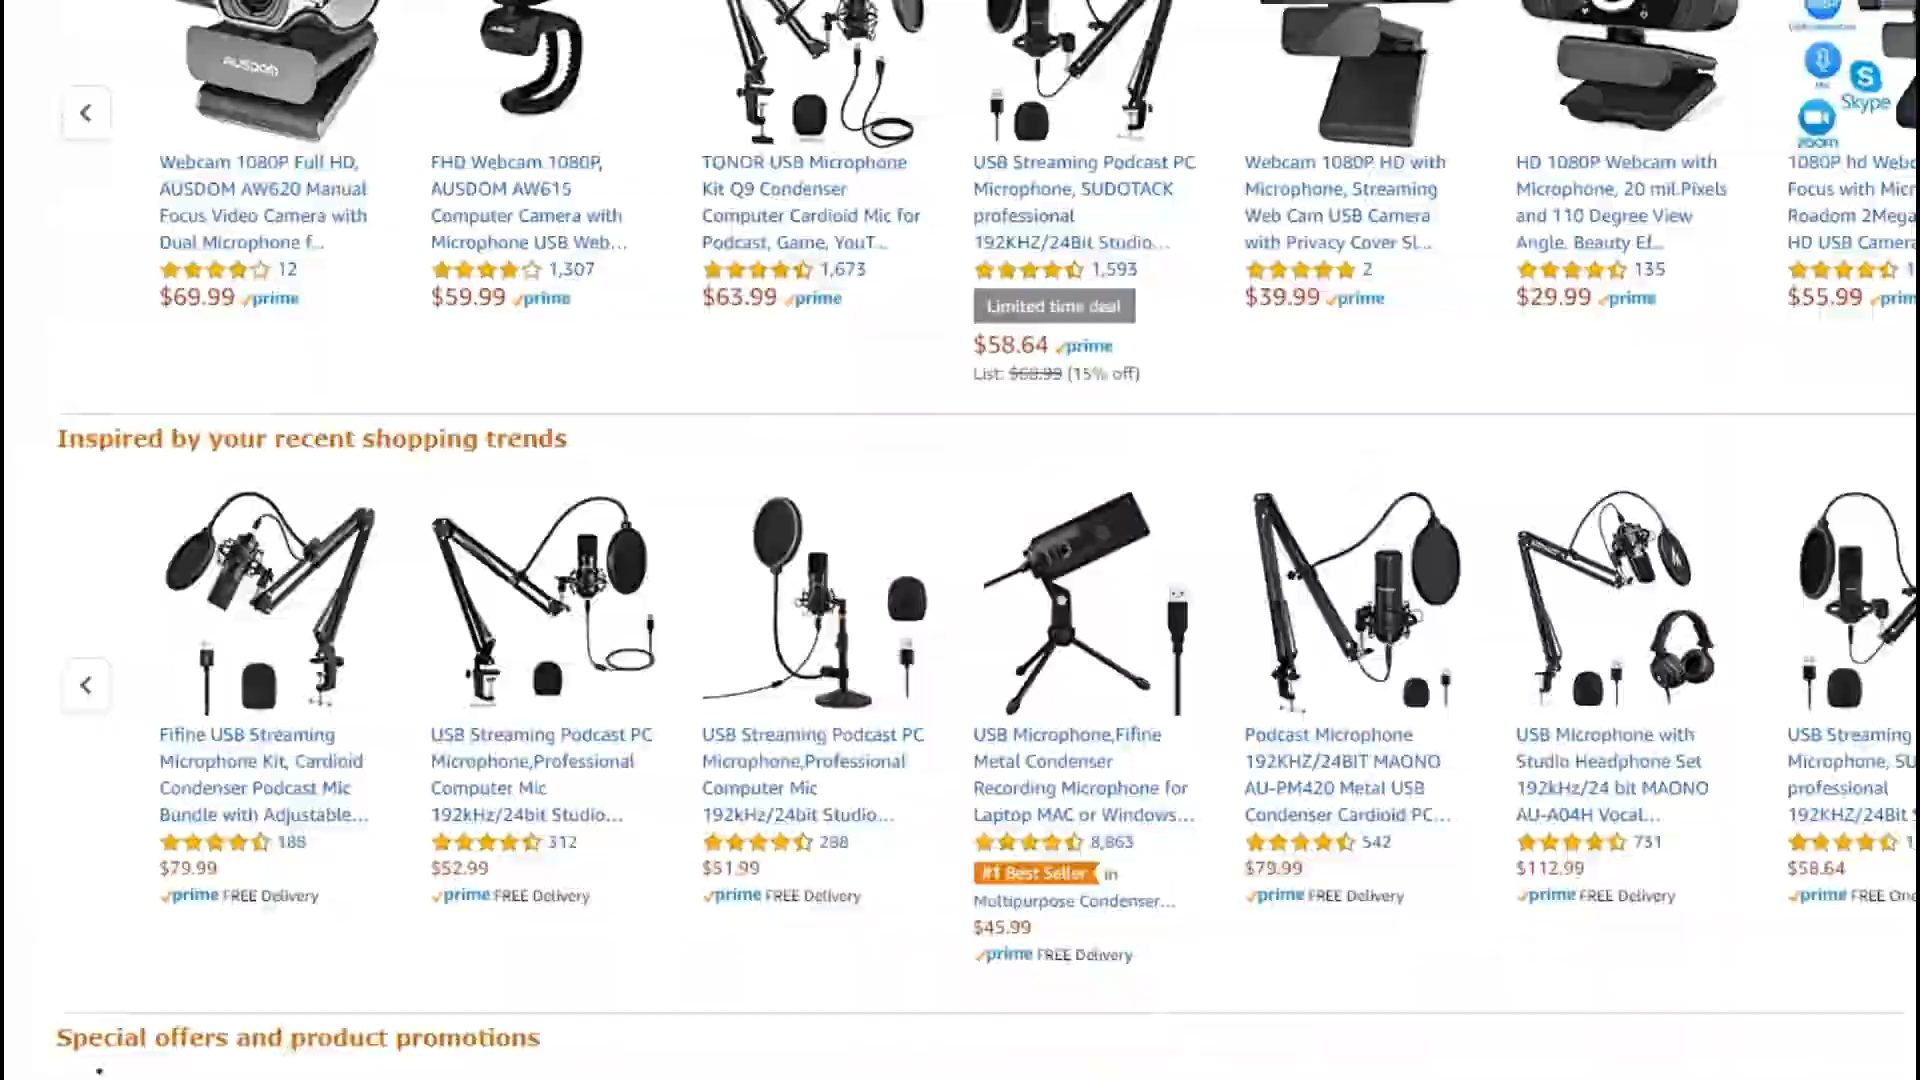 AUSDOM
Skype
zoom
Webcam 1080P Full HD,
AUSDOM AW620 Manual
Focus Video Camera with
Dual Microphone f...
12
$69.99 prime
FHD Webcam 1080P,
AUSDOM AW615
Computer Camera with
Microphone USB Web...
1,307
$59.99 prime
TONOR USB Microphone
Kit Q9 Condenser
Computer Cardioid Mic for
Podcast, Game, YouT...
1,673
$63.99 prime
USB Streaming Podcast PC
Microphone, SUDOTACK
professional
192KHZ/24Bit Studio...
1,593
Limited time deal
$58.64 prime
List: $68.99 (15% off)
Webcam 1080P HD with
Microphone, Streaming
Web Cam USB Camera
with Privacy Cover Sl...
2
$39.99 prime
HD 1080P Webcam with
Microphone, 20 mil.Pixels
and 110 Degree View
Angle. Beauty Ef...
135
$29.99 prime
1080P hd Webc
Focus with Micr
Roadom 2Mega
HD USB Camera
1
$55.99 prim
Inspired by your recent shopping trends
Fifine USB Streaming
Microphone Kit, Cardioid
Condenser Podcast Mic
Bundle with Adjustable...
188
$79.99
prime FREE Delivery
USB Streaming Podcast PC
Microphone,Professional
Computer Mic
192kHz/24bit Studio...
312
$52.99
prime FREE Delivery
USB Streaming Podcast PC
Microphone,Professional
Computer Mic
192kHz/24bit Studio...
288
$51.99
prime FREE Delivery
USB Microphone,Fifine
Metal Condenser
Recording Microphone for
Laptop MAC or Windows...
8,863
#1 Best Seller in
Multipurpose Condenser...
$45.99
prime FREE Delivery
Podcast Microphone
192KHZ/24BIT MAONO
AU-PM420 Metal USB
Condenser Cardioid PC...
542
$79.99
prime FREE Delivery
USB Microphone with
Studio Headphone Set
192kHz/24 bit MAONO
AU-A04H Vocal...
731
$112.99
prime FREE Delivery
USB Streaming
Microphone, SU
professional
192KHZ/24Bit S
1
$58.64
prime FREE One
Special offers and product promotions